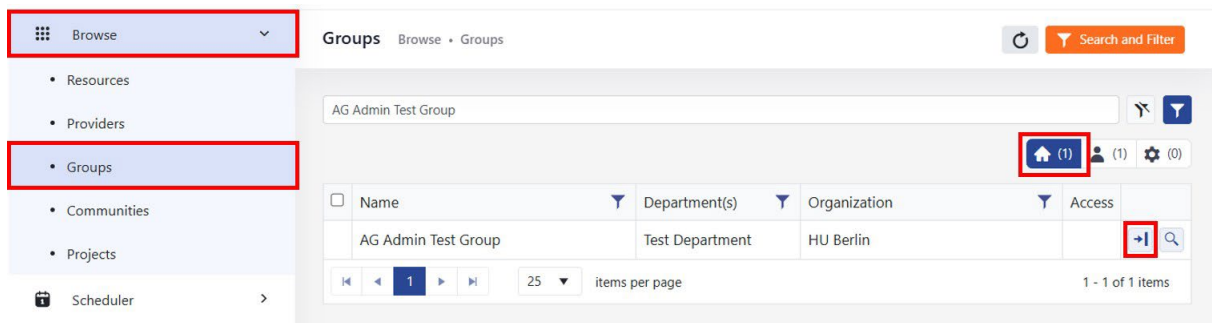 Browse
Resources
Providers
Groups
Communities
Projects
Scheduler
Groups Browse • Groups
Search and Filter
AG Admin Test Group
(1) (1) (0)
Name Department(s) Organization Access
AG Admin Test Group Test Department HU Berlin
1 25 items per page 1 - 1 of 1 items